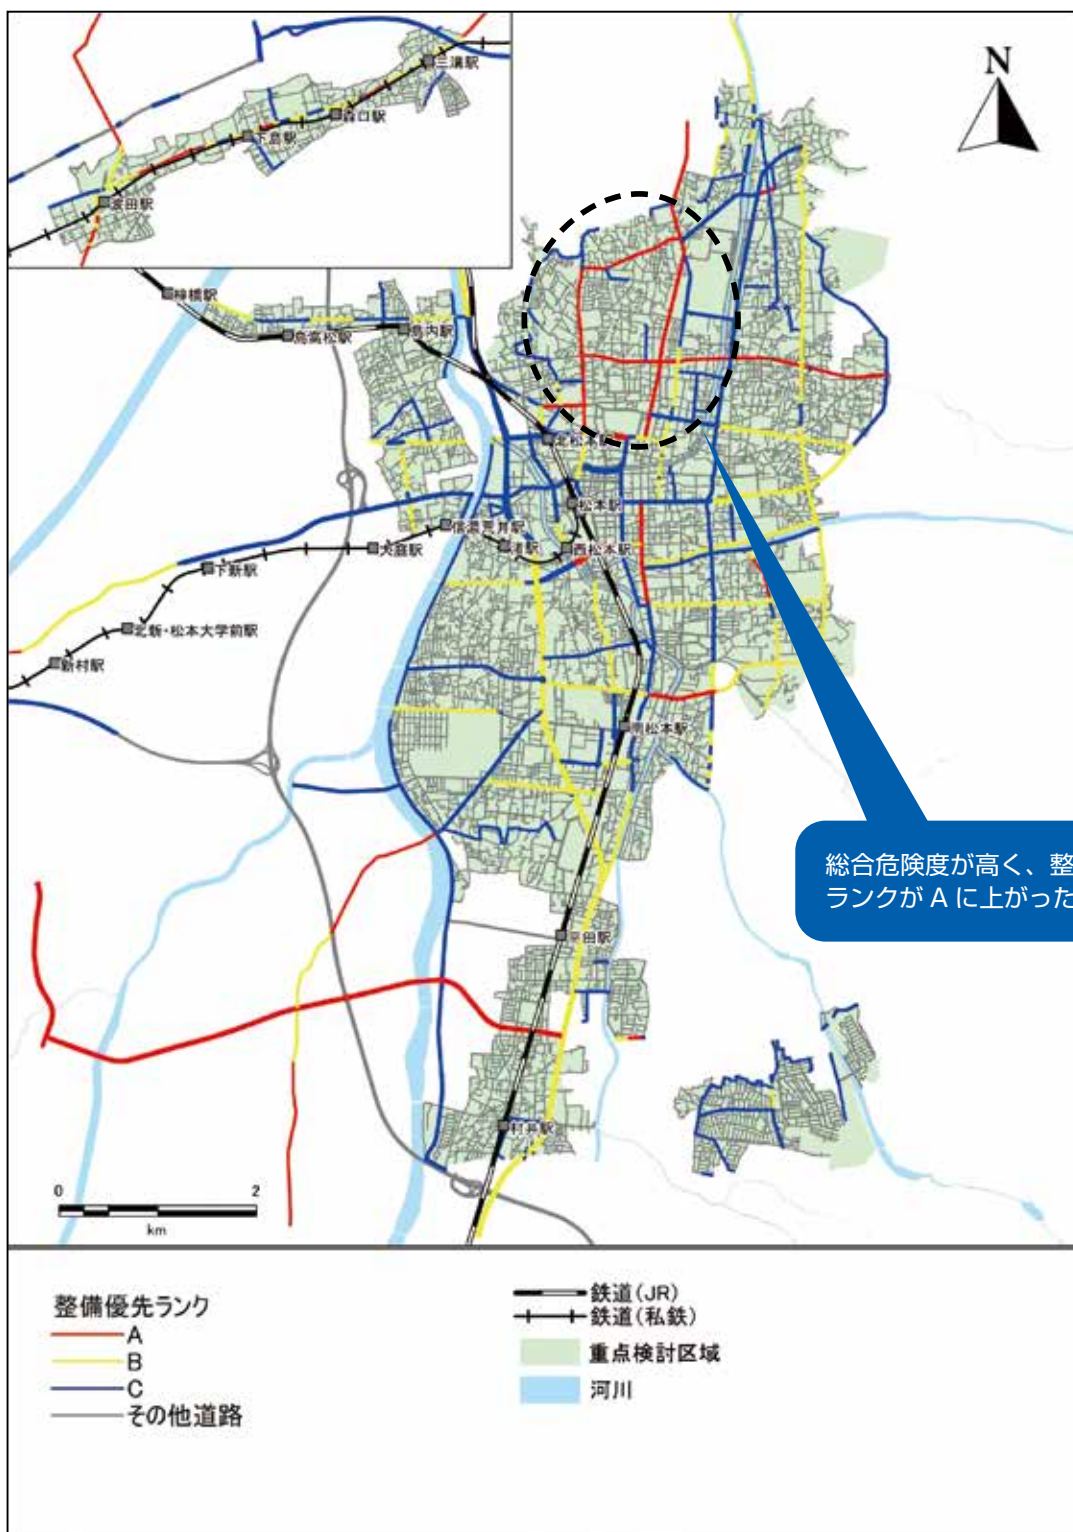 三溝駅
森口駅
下島駅
波田駅
N
島高松駅
島内駅
北松本駅
松本駅
信濃荒井駅
渚駅
西松本駅
大庭駅
下新駅
北新・松本大学前駅
新村駅
南松本駅
総合危険度が高く、整
ランクが A に上がった
平田駅
村井駅
0
2
km
整備優先ランク
A
B
C
その他道路
鉄道(JR)
鉄道(私鉄)
重点検討区域
河川